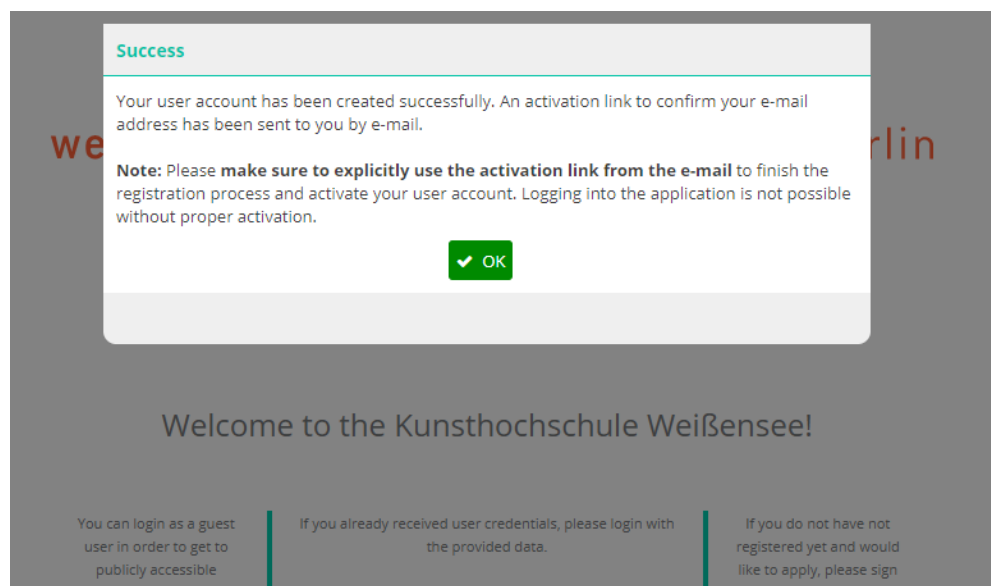 Success
Your user account has been created successfully. An activation link to confirm your e-mail
address has been sent to you by e-mail.
we
rlin
Note: Please make sure to explicitly use the activation link from the e-mail to finish the
registration process and activate your user account. Logging into the application is not possible
without proper activation.
OK
Welcome to the Kunsthochschule Weißensee!
You can login as a guest
user in order to get to
publicly accessible
If you already received user credentials, please login with
the provided data.
If you do not have not
registered yet and would
like to apply, please sign